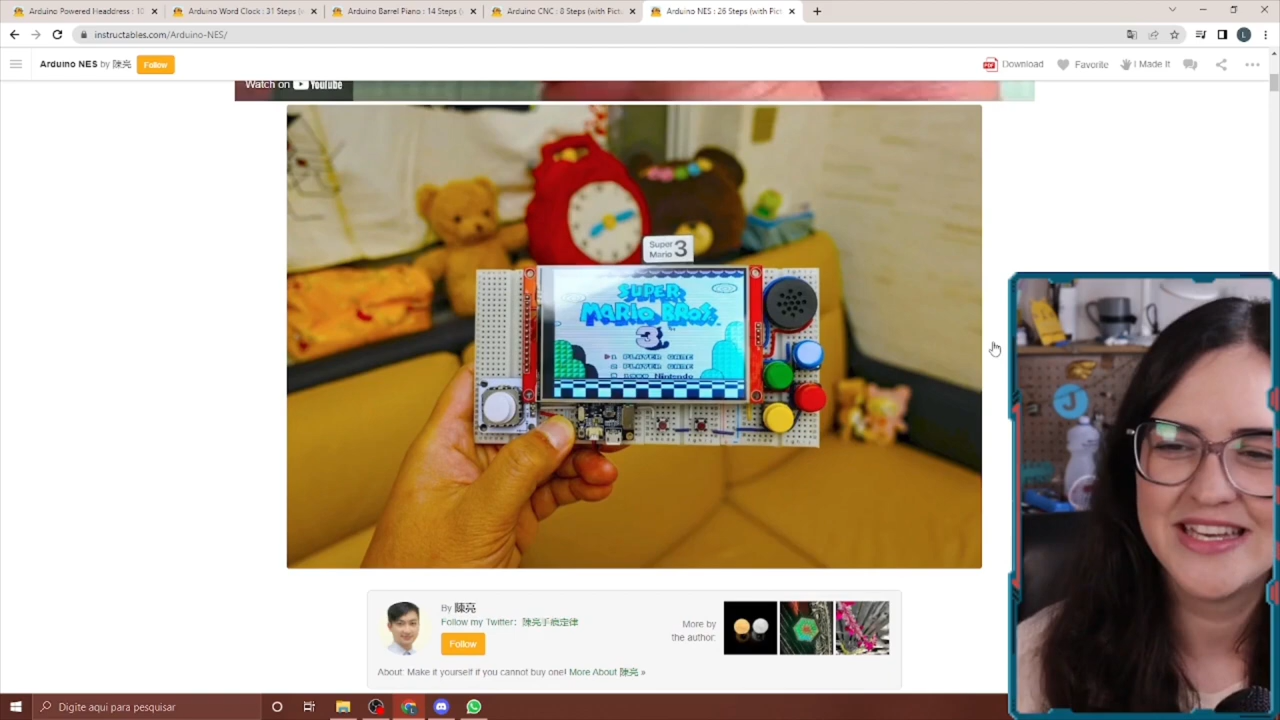 Arduino Powered Headdress : 10
Arduino Word Clock : 31 Steps (
Arduino Barrel Piano : 14 Steps (
Arduino CNC : 8 Steps (with Pict
Arduino NES : 26 Steps (with Pict
instructables.com/Arduino-NES/
L
Arduino NES by 陳亮
Follow
PDF
Download
Favorite
I Made It
Watch on YouTube
Super
Mario 3
SUPER
MARIO BROS.
3
1 PLAYER GAME
2 PLAYER GAME
Nintendo
J
By 陳亮
Follow my Twitter: 陳亮手龜定律
Follow
More by
the author:
About: Make it yourself if you cannot buy one! More About 陳亮 »
Digite aqui para pesquisar